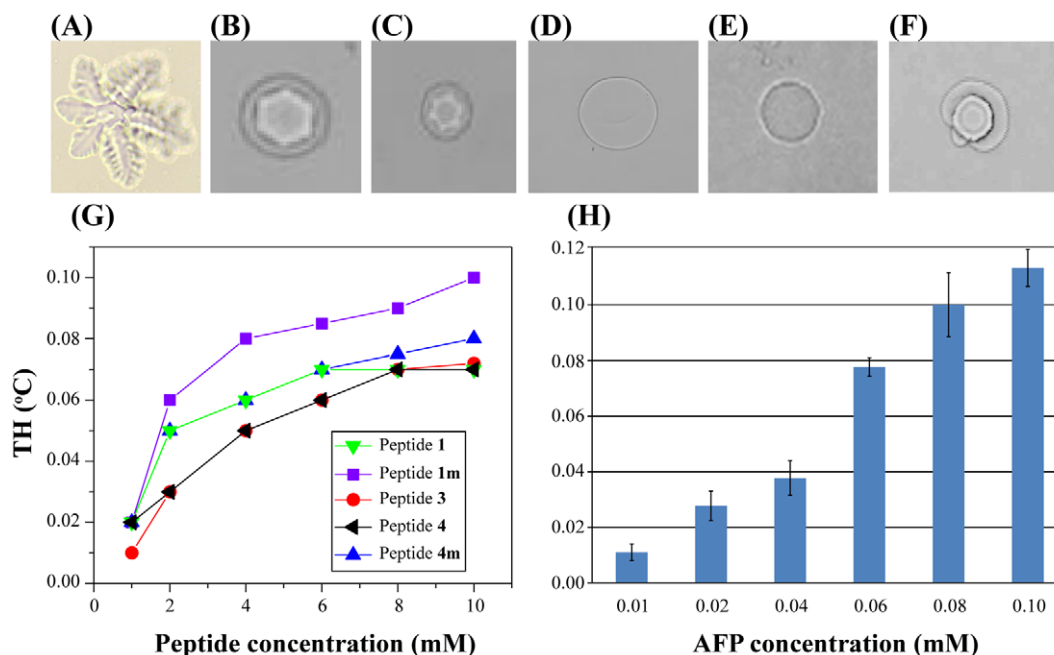 (A) (B) (C) (D) (E) (F)
(G)
0.10
0.08
0.06
0.04
0.02
0.00
TH (°C)
0 2 4 6 8 10
Peptide concentration (mM)
Peptide 1
Peptide 1m
Peptide 3
Peptide 4
Peptide 4m
(H)
0.12
0.10
0.08
0.06
0.04
0.02
0.00
0.01 0.02 0.04 0.06 0.08 0.10
AFP concentration (mM)